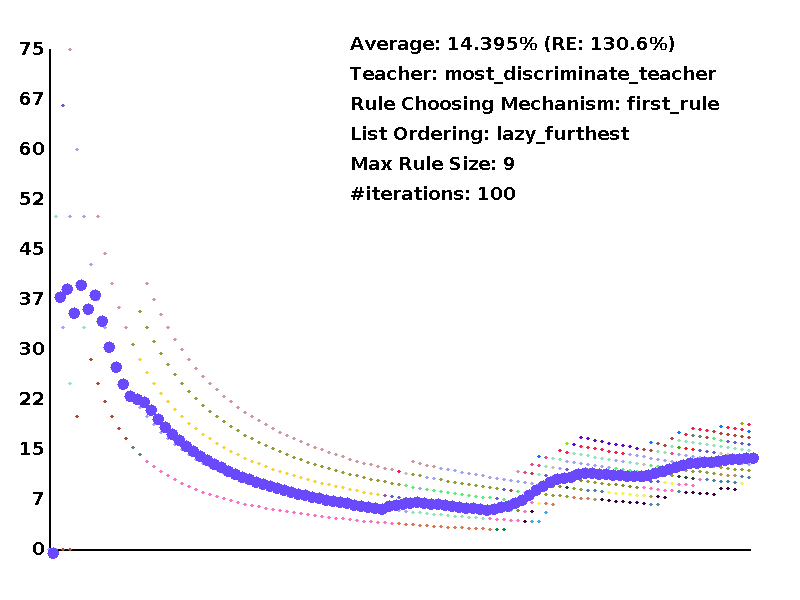 Average: 14.395% (RE: 130.6%)
Teacher: most_discriminate_teacher
Rule Choosing Mechanism: first_rule
List Ordering: lazy_furthest
Max Rule Size: 9
#iterations: 100
75
67
60
52
45
37
30
22
15
7
0